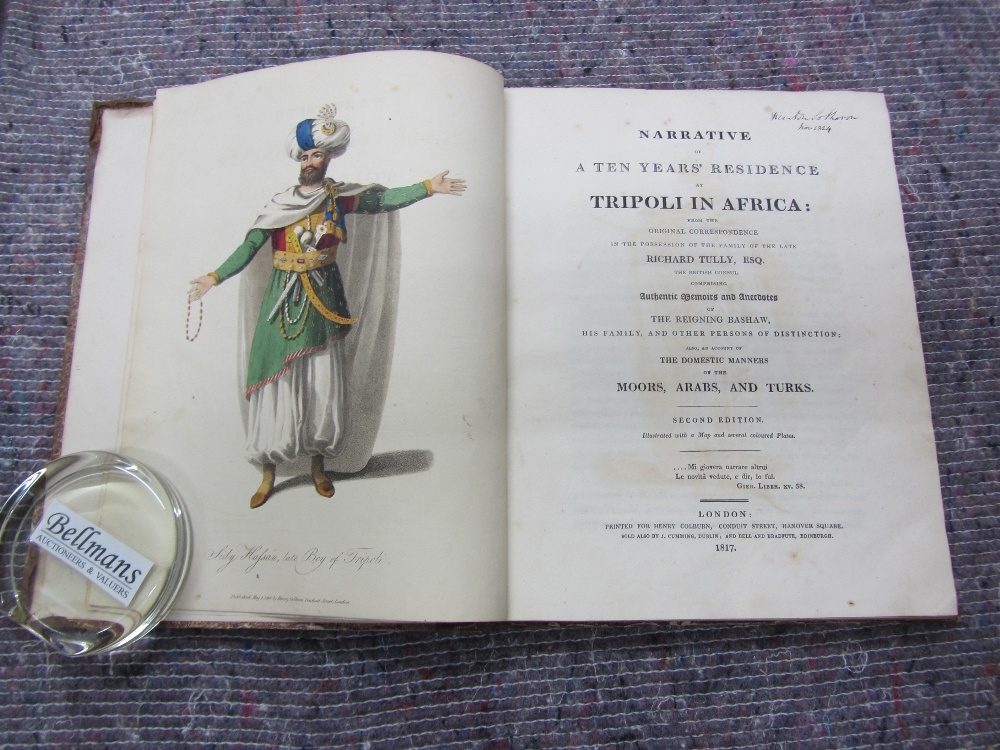 Sidy Hassan, late Bey of Tripoli.
Bellmans
AUCTIONEERS & VALUERS
Nov 1924
NARRATIVE
OF
A TEN YEARS' RESIDENCE
AT
TRIPOLI IN AFRICA:
FROM THE
ORIGINAL CORRESPONDENCE
IN THE POSSESSION OF THE FAMILY OF THE LATE
RICHARD TULLY, ESQ.
THE BRITISH CONSUL.
COMPRISING
Authentic Memoirs and Anecdotes
OF
THE REIGNING BASHAW,
HIS FAMILY, AND OTHER PERSONS OF DISTINCTION;
ALSO, AN ACCOUNT OF
THE DOMESTIC MANNERS
OF THE
MOORS, ARABS, AND TURKS.
SECOND EDITION.
Illustrated with a Map and several coloured Plates.
....Mi giovera narrare altrui
Le novità vedute, e dir, io fui.
GIER. LIBER. XV. 38.
LONDON:
PRINTED FOR HENRY COLBURN, CONDUIT STREET, HANOVER SQUARE,
SOLD ALSO BY J. CUMMING, DUBLIN; AND BELL AND BRADFUTE, EDINBURGH.
1817.